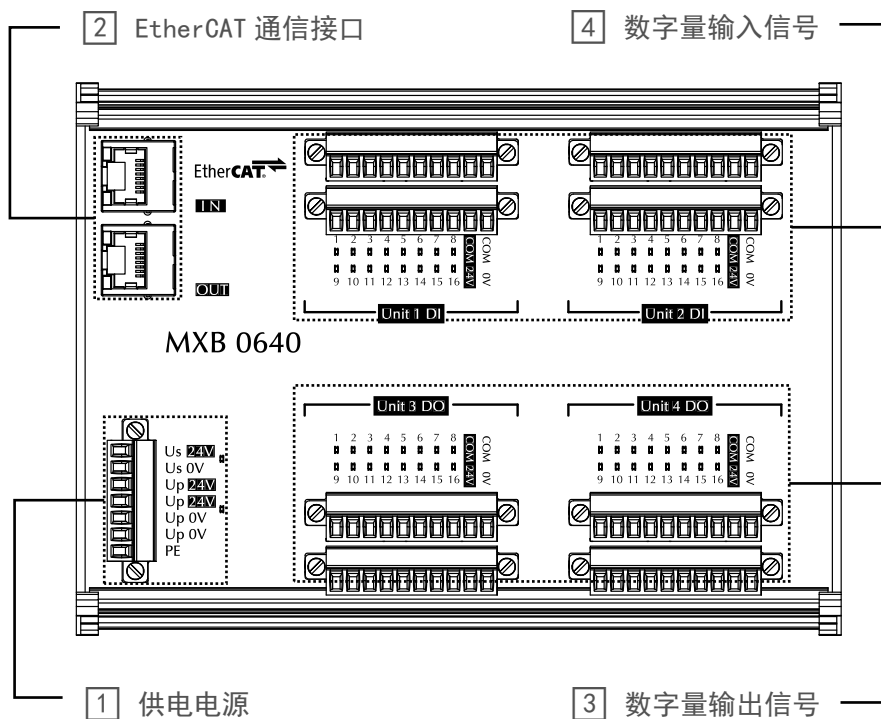 2 EtherCAT 通信接口
4 数字量输入信号
EtherCAT
IN
OUT
1 2 3 4 5 6 7 8 COM 24V COM 0V
9 10 11 12 13 14 15 16
Unit 1 DI
1 2 3 4 5 6 7 8 COM 24V COM 0V
9 10 11 12 13 14 15 16
Unit 2 DI
MXB 0640
Us 24V
Us 0V
Up 24V
Up 24V
Up 0V
Up 0V
PE
Unit 3 DO
1 2 3 4 5 6 7 8 COM 24V COM 0V
9 10 11 12 13 14 15 16
Unit 4 DO
1 2 3 4 5 6 7 8 COM 24V COM 0V
9 10 11 12 13 14 15 16
1 供电电源
3 数字量输出信号